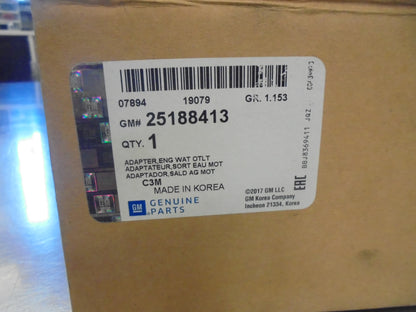 07894 19079 GR. 1.153
GM# 25188413
QTY. 1
ADAPTER,ENG WAT OTLT
ADAPTATEUR,SORT EAU MOT
ADAPTADOR,SALD AG MOT
C3M
MADE IN KOREA
GM GENUINE
PARTS
©2017 GM LLC
GM Korea Company
Incheon 21334, Korea
EAC